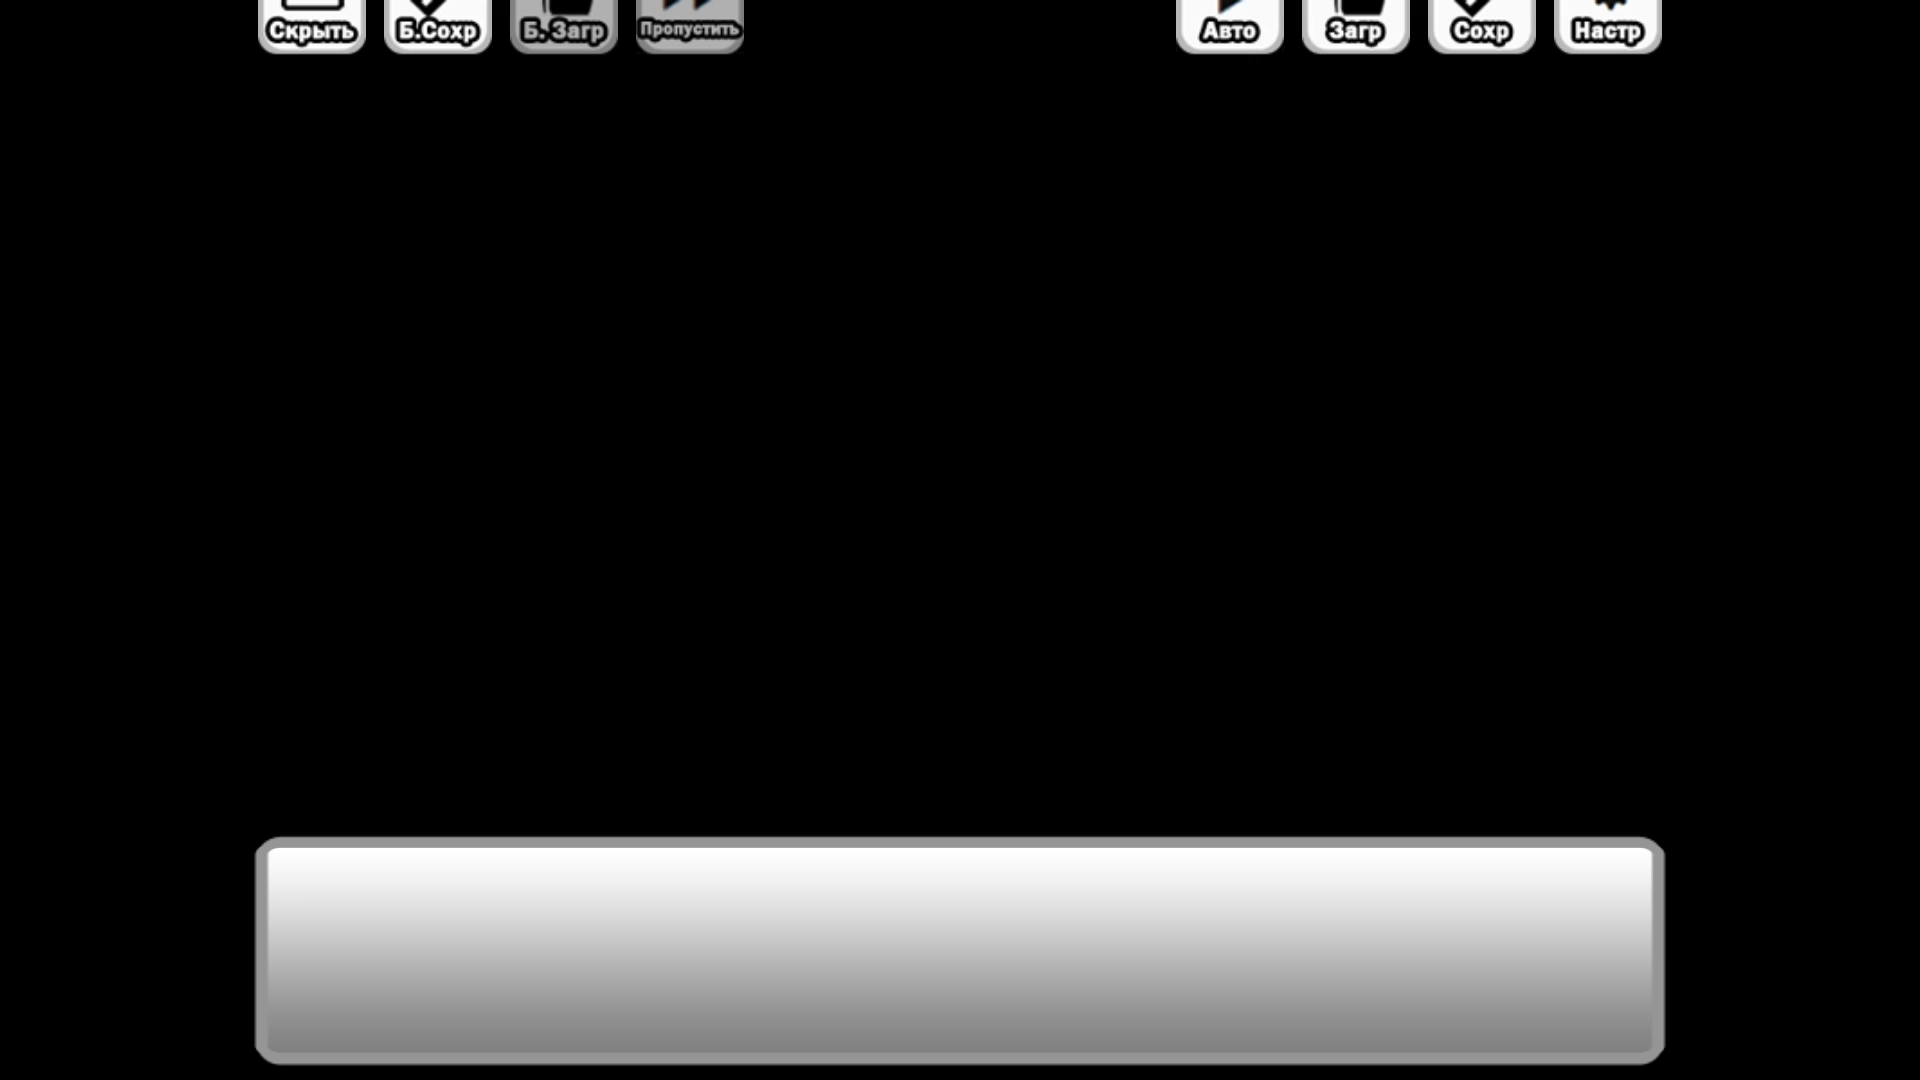 Скрыть
Б.Сохр
Б. Загр
Пропустить
Авто
Загр
Сохр
Настр